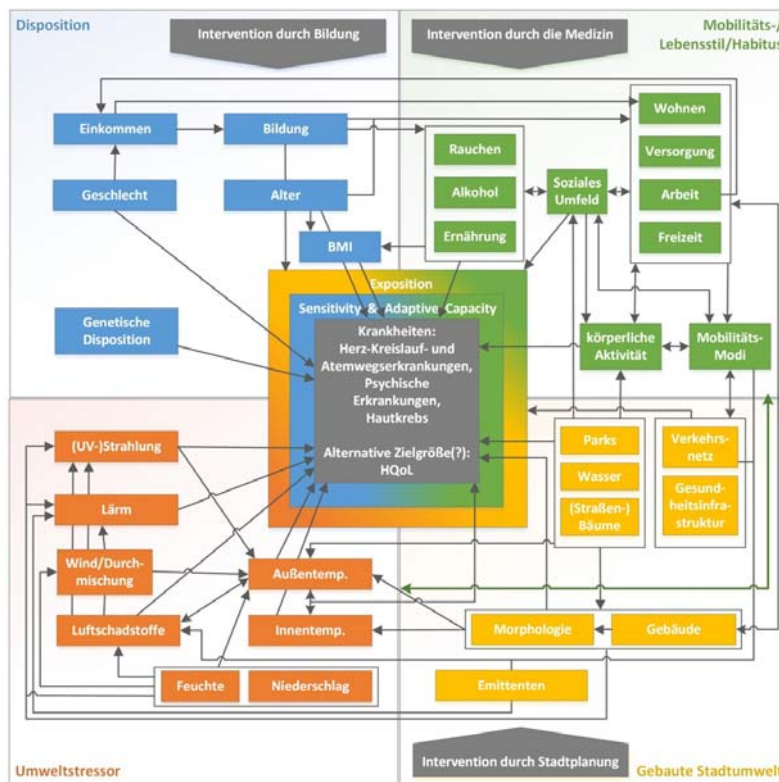 Disposition
Intervention durch Bildung
Intervention durch die Medizin
Mobilitäts-/
Lebensstil/Habitus
Einkommen
Bildung
Geschlecht
Alter
BMI
Genetische
Disposition
Rauchen
Alkohol
Ernährung
Soziales
Umfeld
Wohnen
Versorgung
Arbeit
Freizeit
körperliche
Aktivität
Mobilitäts-
Modi
Exposition
Sensitivity & Adaptive Capacity
Krankheiten:
Herz-Kreislauf- und
Atemwegserkrankungen,
Psychische
Erkrankungen,
Hautkrebs
Alternative Zielgröße(?):
HQoL
(UV-)Strahlung
Lärm
Wind/Durch-
mischung
Luftschadstoffe
Außentemp.
Innentemp.
Feuchte
Niederschlag
Parks
Wasser
(Straßen-)
Bäume
Verkehrs-
netz
Gesund-
heitsinfra-
struktur
Morphologie
Gebäude
Emittenten
Umweltstressor
Intervention durch Stadtplanung
Gebaute Stadtumwelt